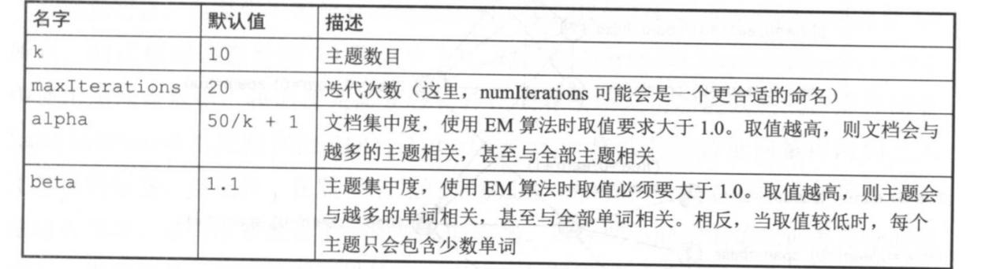 名字 默认值 描述
k 10 主题数目
maxIterations 20 迭代次数（这里，numIterations 可能会是一个更合适的命名）
alpha 50/k + 1 文档集中度，使用 EM 算法时取值要求大于 1.0。取值越高，则文档会与
越多的主题相关，甚至与全部主题相关
beta 1.1 主题集中度，使用 EM 算法时取值必须要大于 1.0。取值越高，则主题会
与越多的单词相关，甚至与全部单词相关。相反，当取值较低时，每个
主题只会包含少数单词